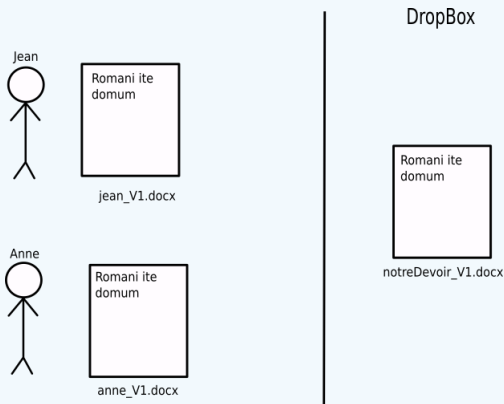 DropBox
Jean
Romani ite
domum
jean_V1.docx
Romani ite
domum
notreDevoir_V1.docx
Anne
Romani ite
domum
anne_V1.docx